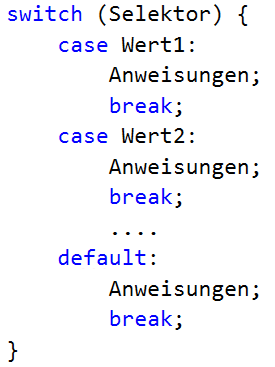 switch (Selektor) {
    case Wert1:
        Anweisungen;
        break;
    case Wert2:
        Anweisungen;
        break;
        ....
    default:
        Anweisungen;
        break;
}